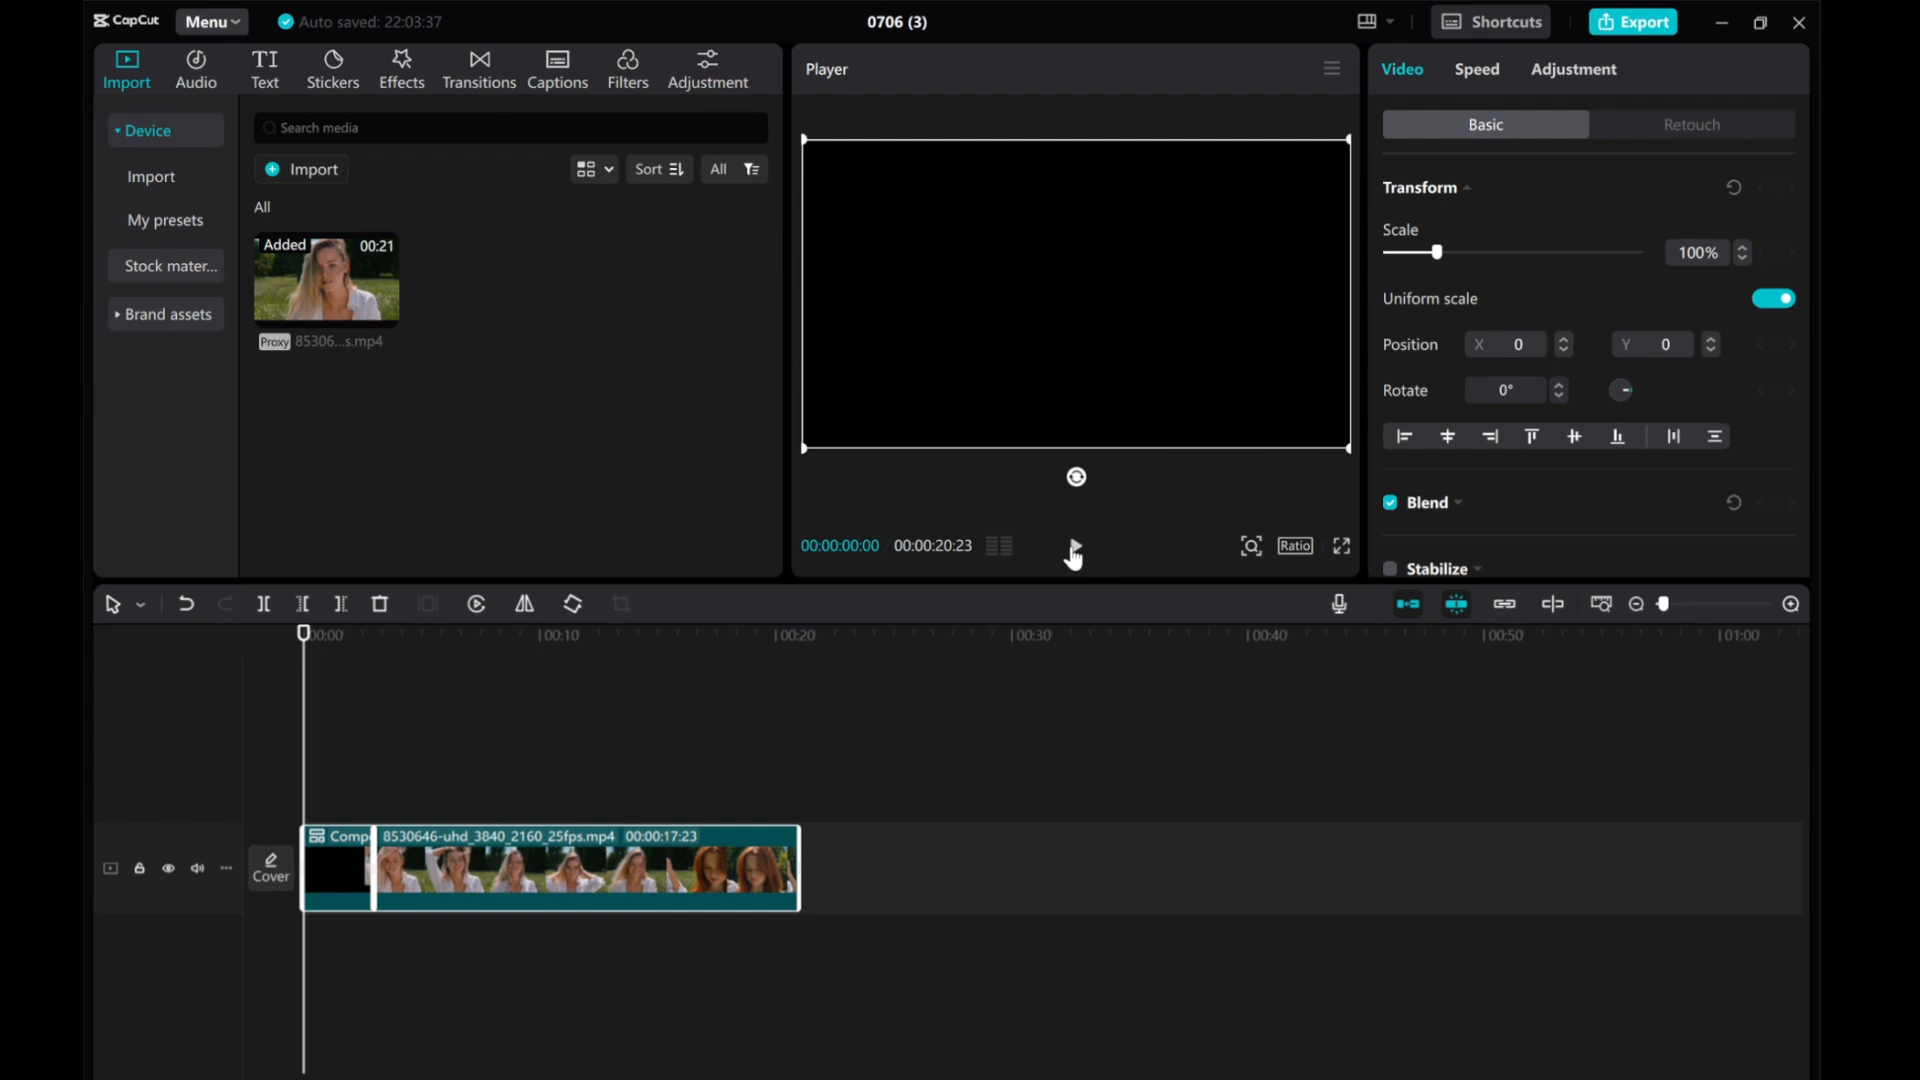 CapCut Menu Auto saved: 22:03:37 0706 (3) Shortcuts Export
Import Audio Text Stickers Effects Transitions Captions Filters Adjustment
Device
Import
My presets
Stock mater...
Brand assets
Search media
Import Sort All
All
Added 00:21
Proxy 85306...s.mp4
Player
00:00:00:00 00:00:20:23 Ratio
Video Speed Adjustment
Basic Retouch
Transform
Scale
100%
Uniform scale
Position X 0 Y 0
Rotate 0°
Blend
Stabilize
00:00 00:10 00:20 00:30 00:40 00:50 01:00
Cover
Comp 8530646-uhd_3840_2160_25fps.mp4 00:00:17:23